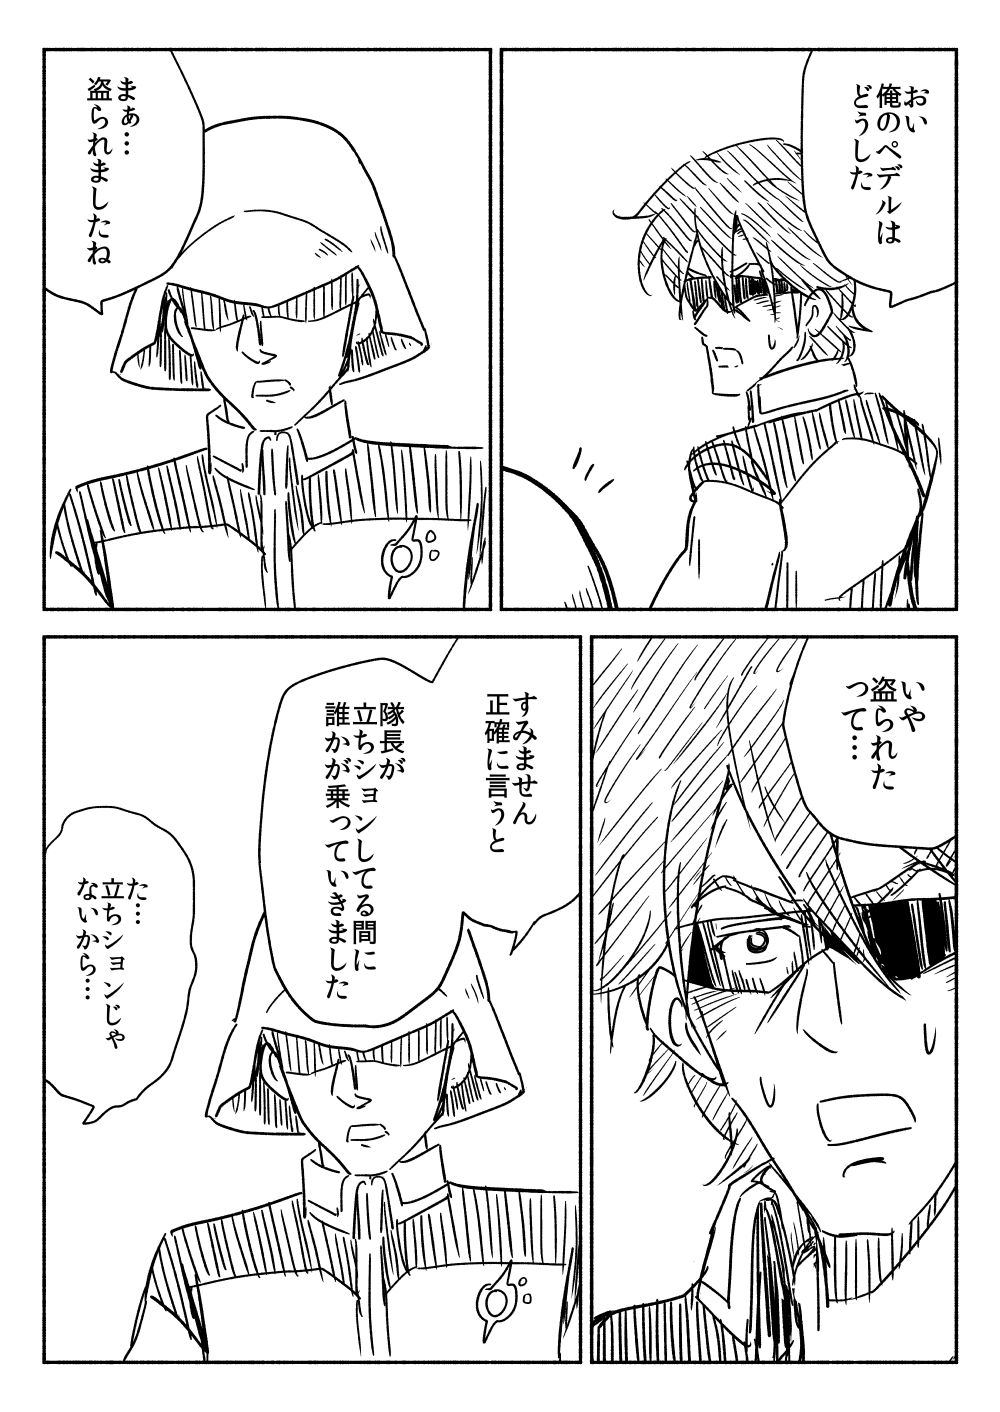 おい
俺のペデルは
どうした
まぁ…
盗られましたね
いや
盗られた
って…
すみません
正確に言うと
隊長が
立ちションしてる間に
誰かが乗っていきました
た…
立ちションじゃ
ないから…